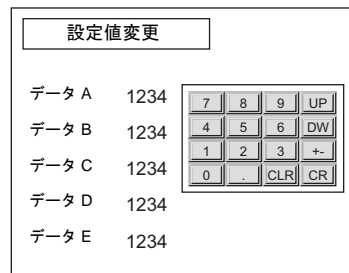 設定値変更
データ A 1234
データ B 1234
データ C 1234
データ D 1234
データ E 1234
7 8 9 UP
4 5 6 DW
1 2 3 +-
0 . CLR CR